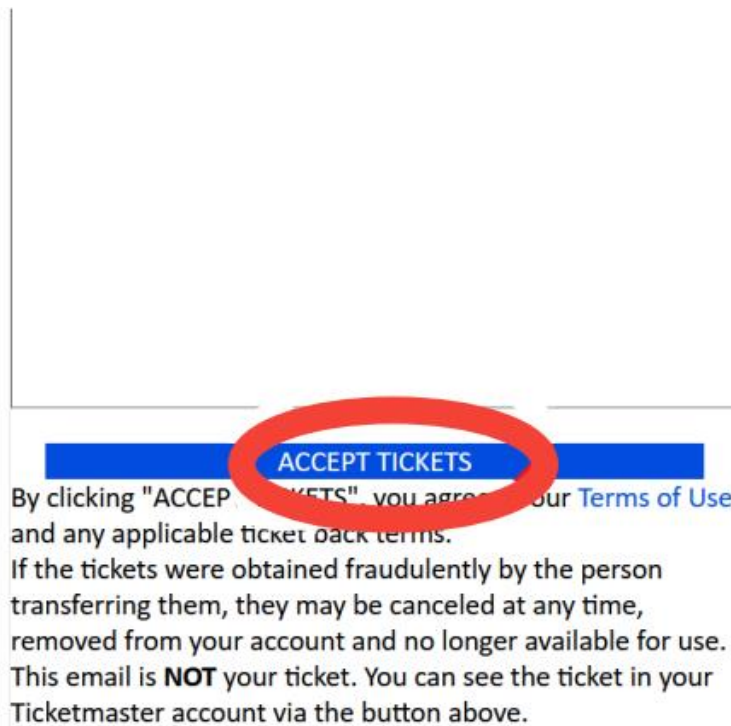 ACCEPT TICKETS
By clicking "ACCEP KETS", you agre our Terms of Use
and any applicable ticket back terms.
If the tickets were obtained fraudulently by the person
transferring them, they may be canceled at any time,
removed from your account and no longer available for use.
This email is NOT your ticket. You can see the ticket in your
Ticketmaster account via the button above.